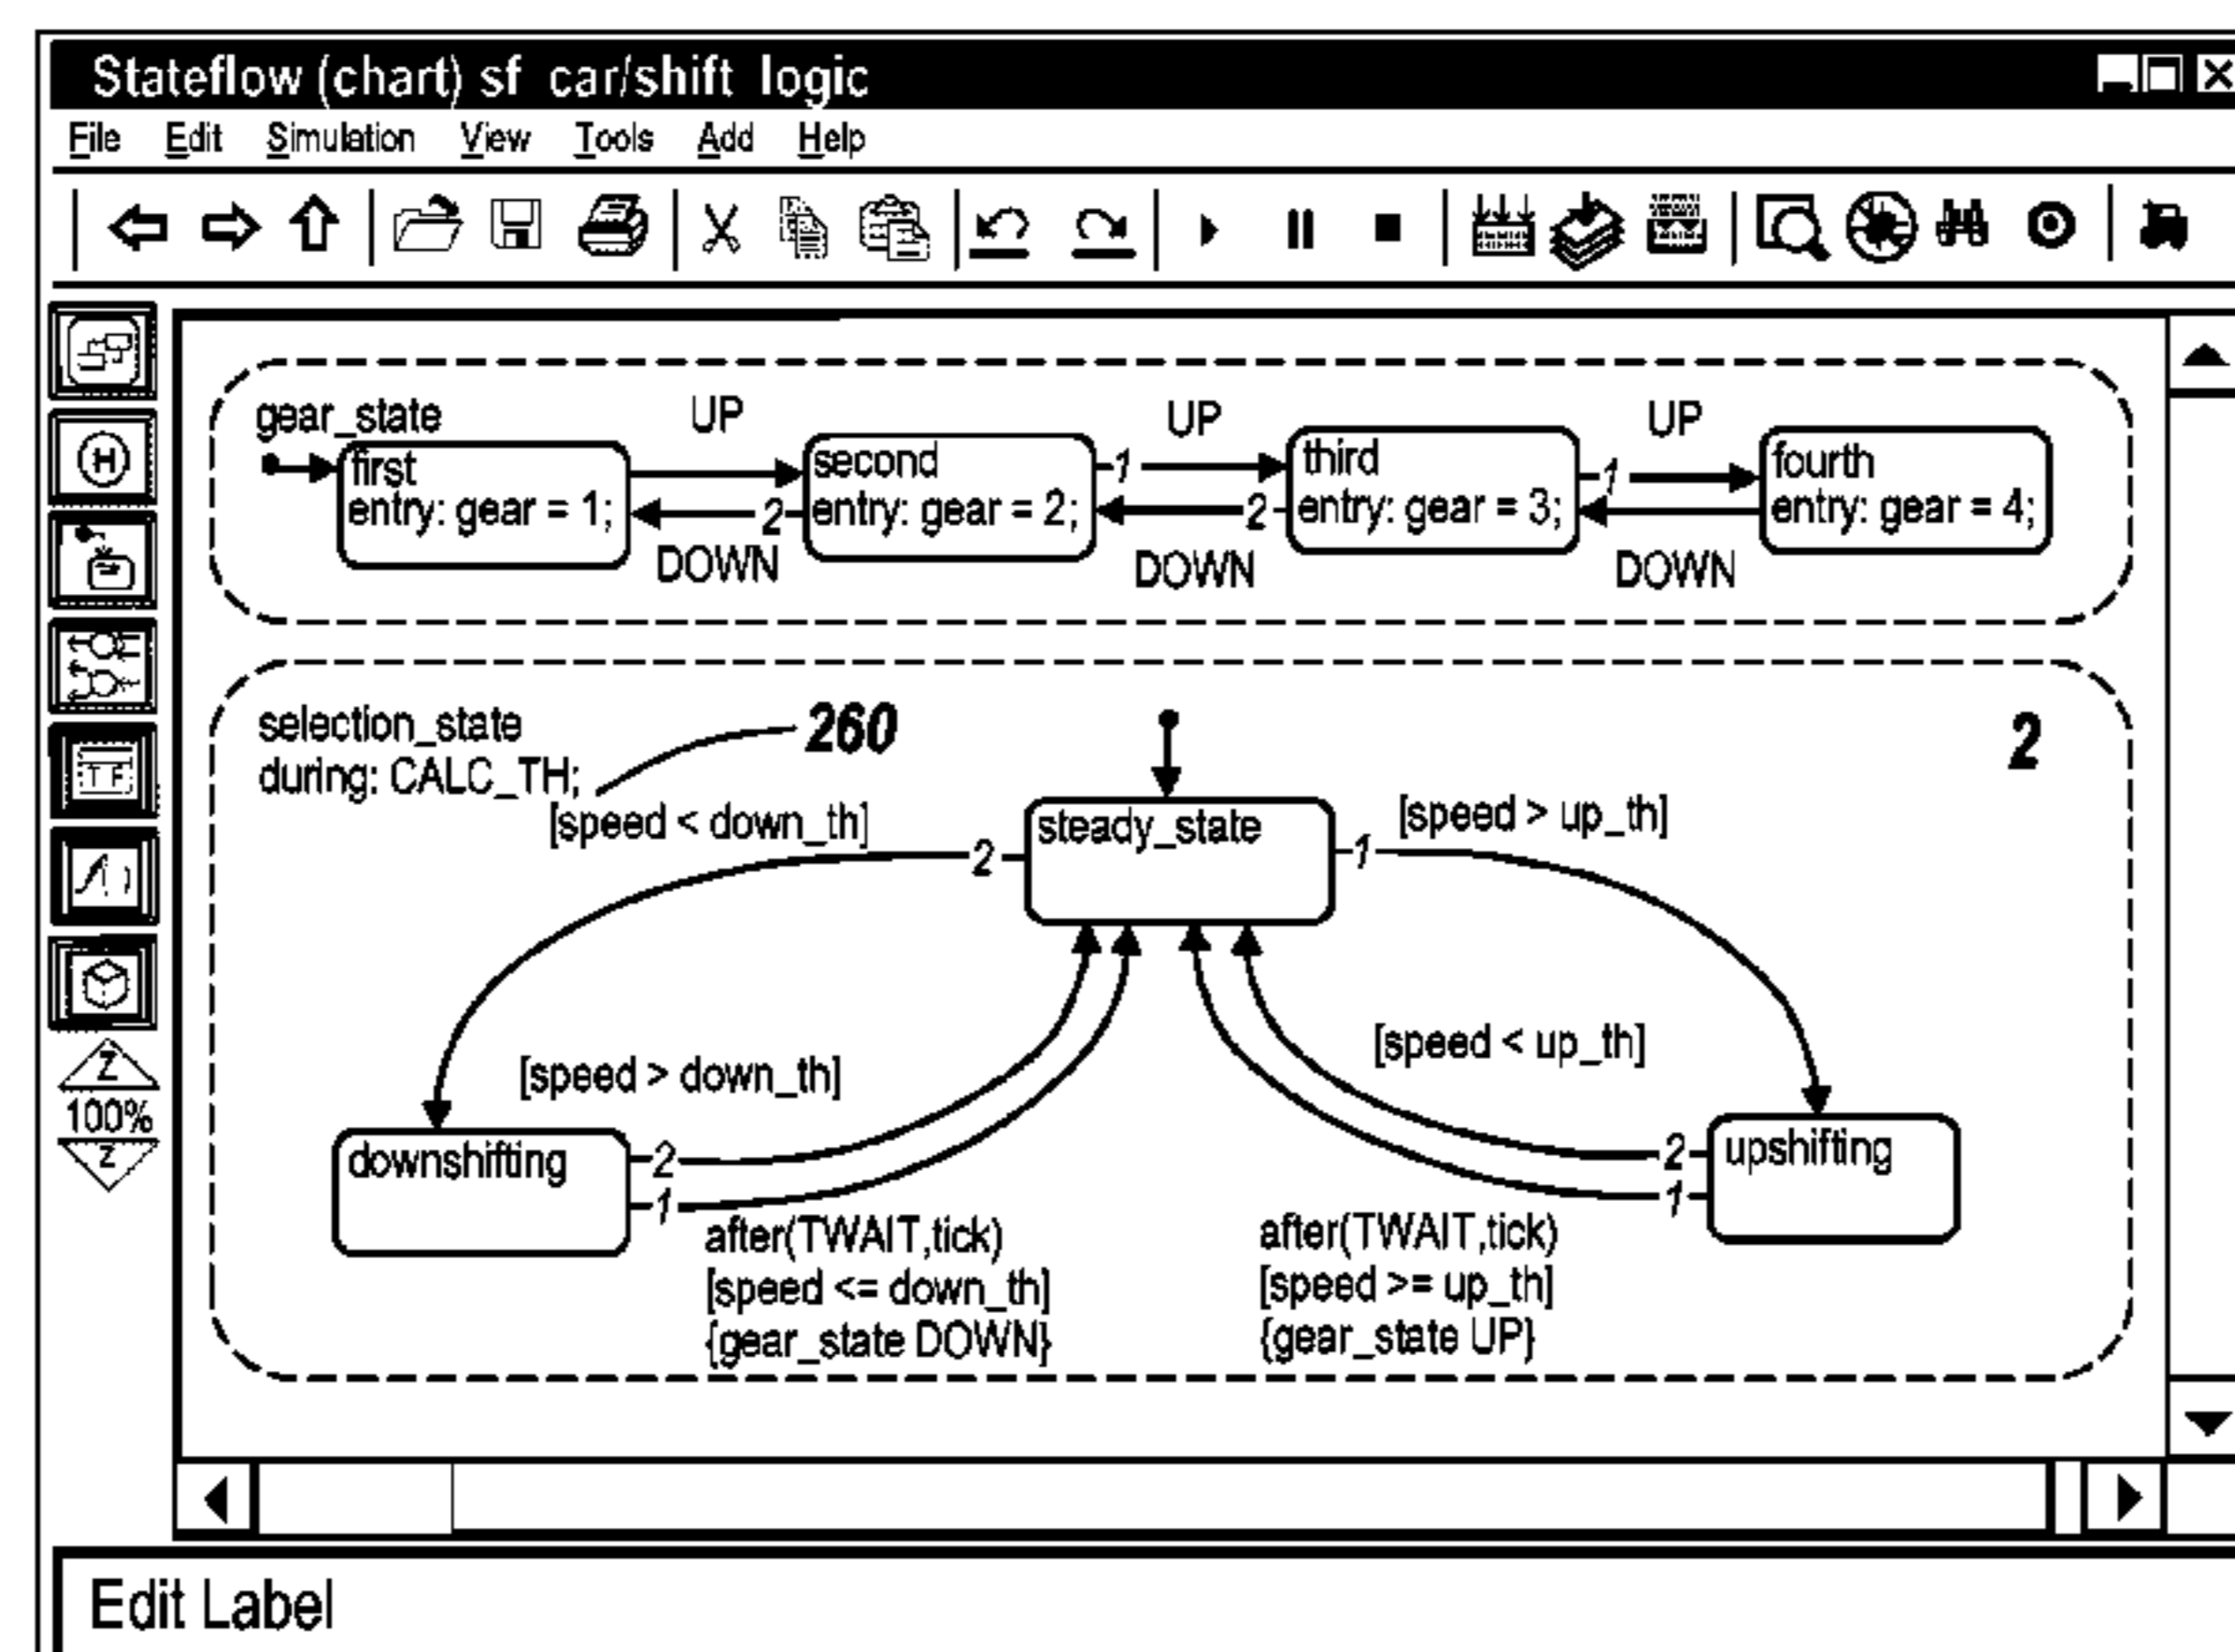 Stateflow (chart) sf car/shift logic
File Edit Simulation View Tools Add Help
gear_state
UP
UP
UP
first
entry: gear = 1;
second
entry: gear = 2;
third
entry: gear = 3;
fourth
entry: gear = 4;
1
1
2
2
DOWN
DOWN
DOWN
H
T F
Z
100%
Z
selection_state
during: CALC_TH;
260
2
[speed < down_th]
2
steady_state
1
[speed > up_th]
[speed > down_th]
[speed < up_th]
downshifting
2
1
2
1
upshifting
after(TWAIT,tick)
[speed <= down_th]
{gear_state DOWN}
after(TWAIT,tick)
[speed >= up_th]
{gear_state UP}
Edit Label